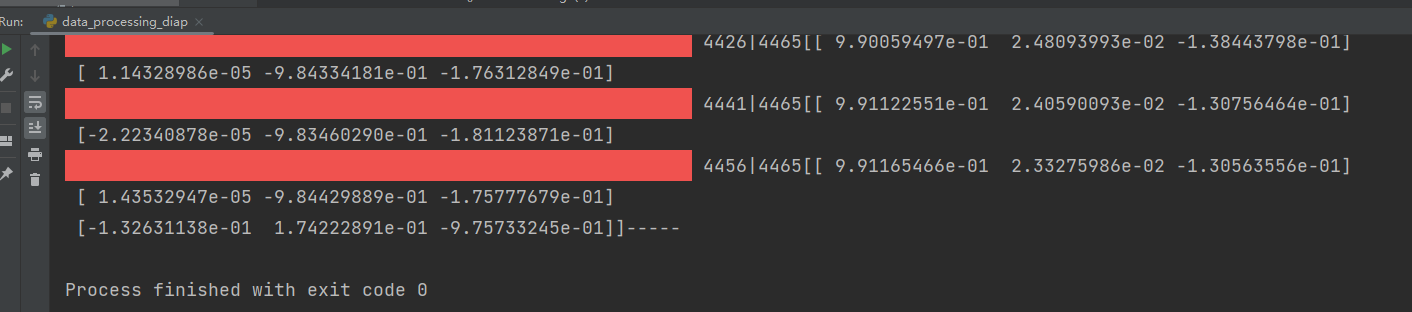 Run:
data_processing_diap
4426|4465[[ 9.90059497e-01  2.48093993e-02 -1.38443798e-01]
[ 1.14328986e-05 -9.84334181e-01 -1.76312849e-01]
4441|4465[[ 9.91122551e-01  2.40590093e-02 -1.30756464e-01]
[-2.22340878e-05 -9.83460290e-01 -1.81123871e-01]
4456|4465[[ 9.91165466e-01  2.33275986e-02 -1.30563556e-01]
[ 1.43532947e-05 -9.84429889e-01 -1.75777679e-01]
[-1.32631138e-01  1.74222891e-01 -9.75733245e-01]]-----
Process finished with exit code 0